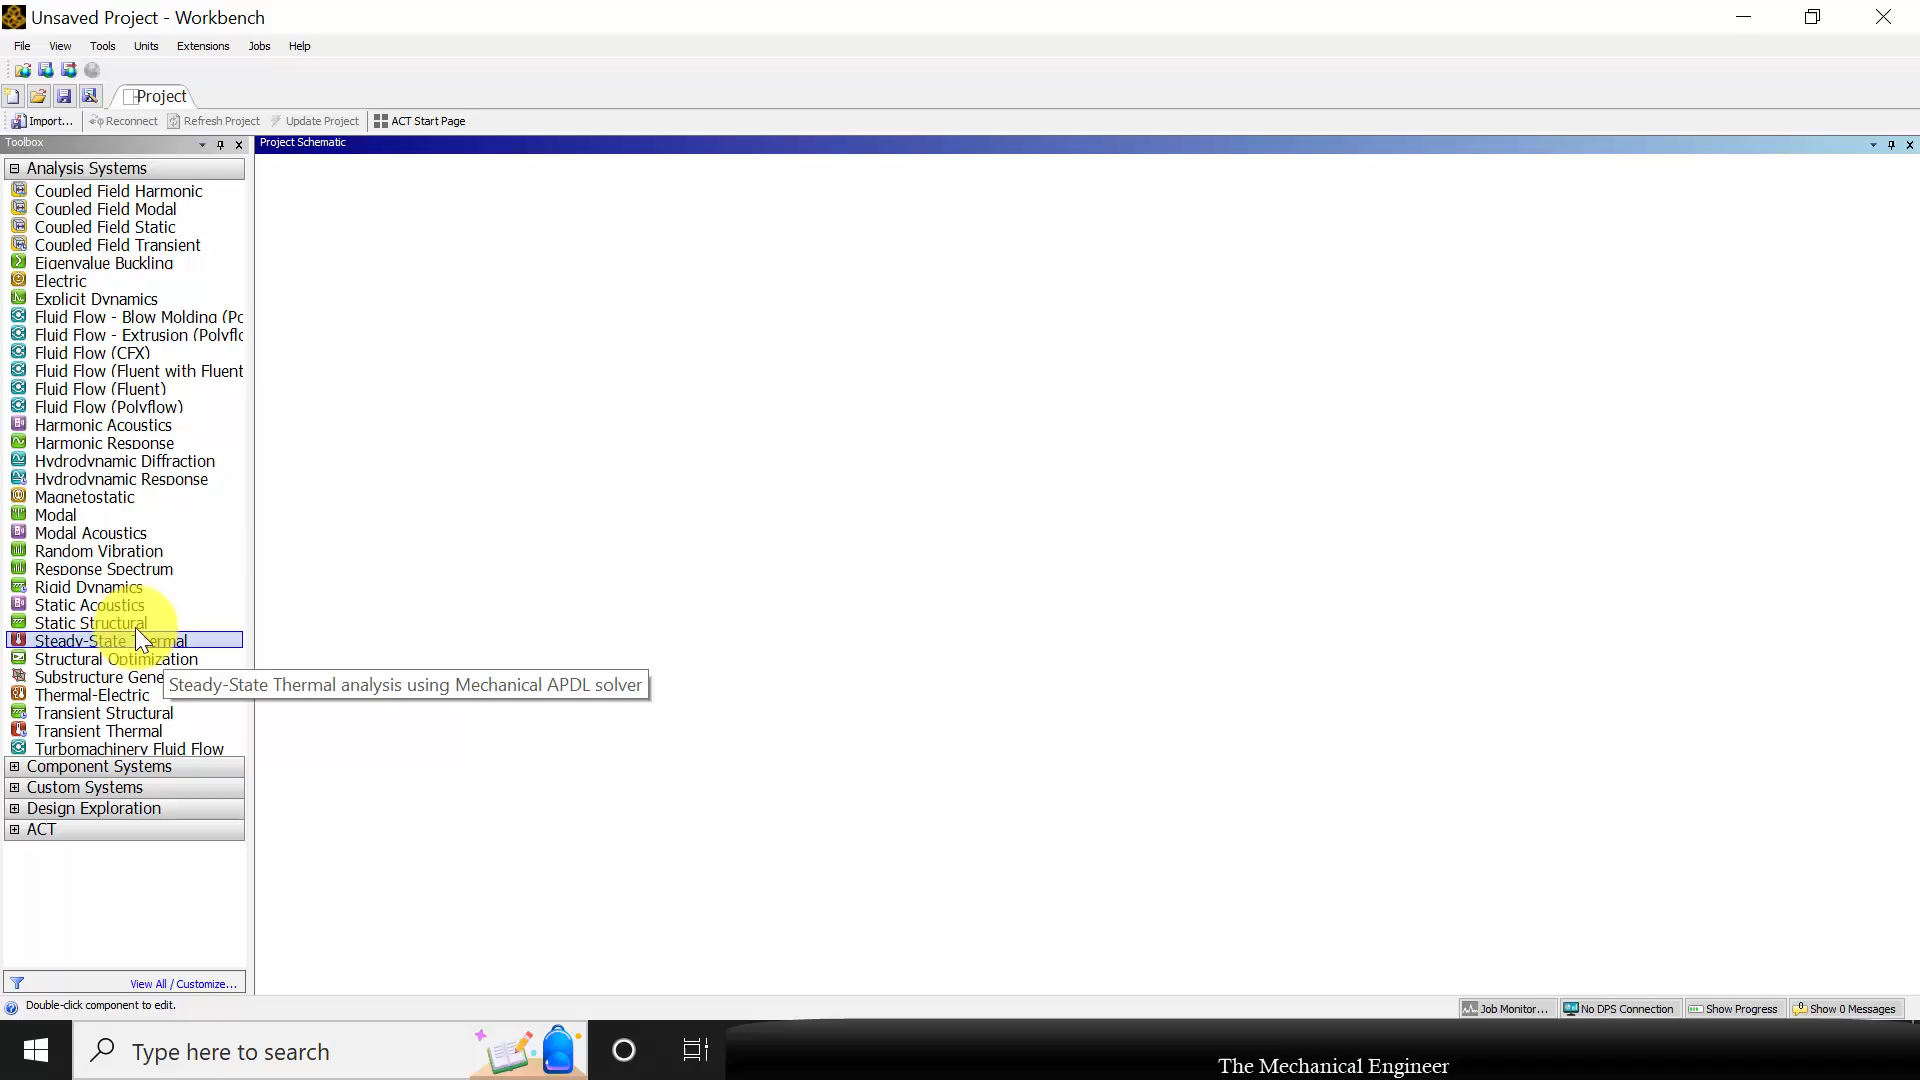 Unsaved Project - Workbench
File View Tools Units Extensions Jobs Help
Project
Import... Reconnect Refresh Project Update Project ACT Start Page
Toolbox
Project Schematic
Analysis Systems
Coupled Field Harmonic
Coupled Field Modal
Coupled Field Static
Coupled Field Transient
Eigenvalue Buckling
Electric
Explicit Dynamics
Fluid Flow - Blow Molding (Po
Fluid Flow - Extrusion (Polyflo
Fluid Flow (CFX)
Fluid Flow (Fluent with Fluent
Fluid Flow (Fluent)
Fluid Flow (Polyflow)
Harmonic Acoustics
Harmonic Response
Hydrodynamic Diffraction
Hydrodynamic Response
Magnetostatic
Modal
Modal Acoustics
Random Vibration
Response Spectrum
Rigid Dynamics
Static Acoustics
Static Structural
Steady-State Thermal
Structural Optimization
Substructure Gene
Steady-State Thermal analysis using Mechanical APDL solver
Thermal-Electric
Transient Structural
Transient Thermal
Turbomachinery Fluid Flow
Component Systems
Custom Systems
Design Exploration
ACT
View All / Customize...
Double-click component to edit.
Job Monitor... No DPS Connection Show Progress Show 0 Messages
Type here to search
The Mechanical Engineer